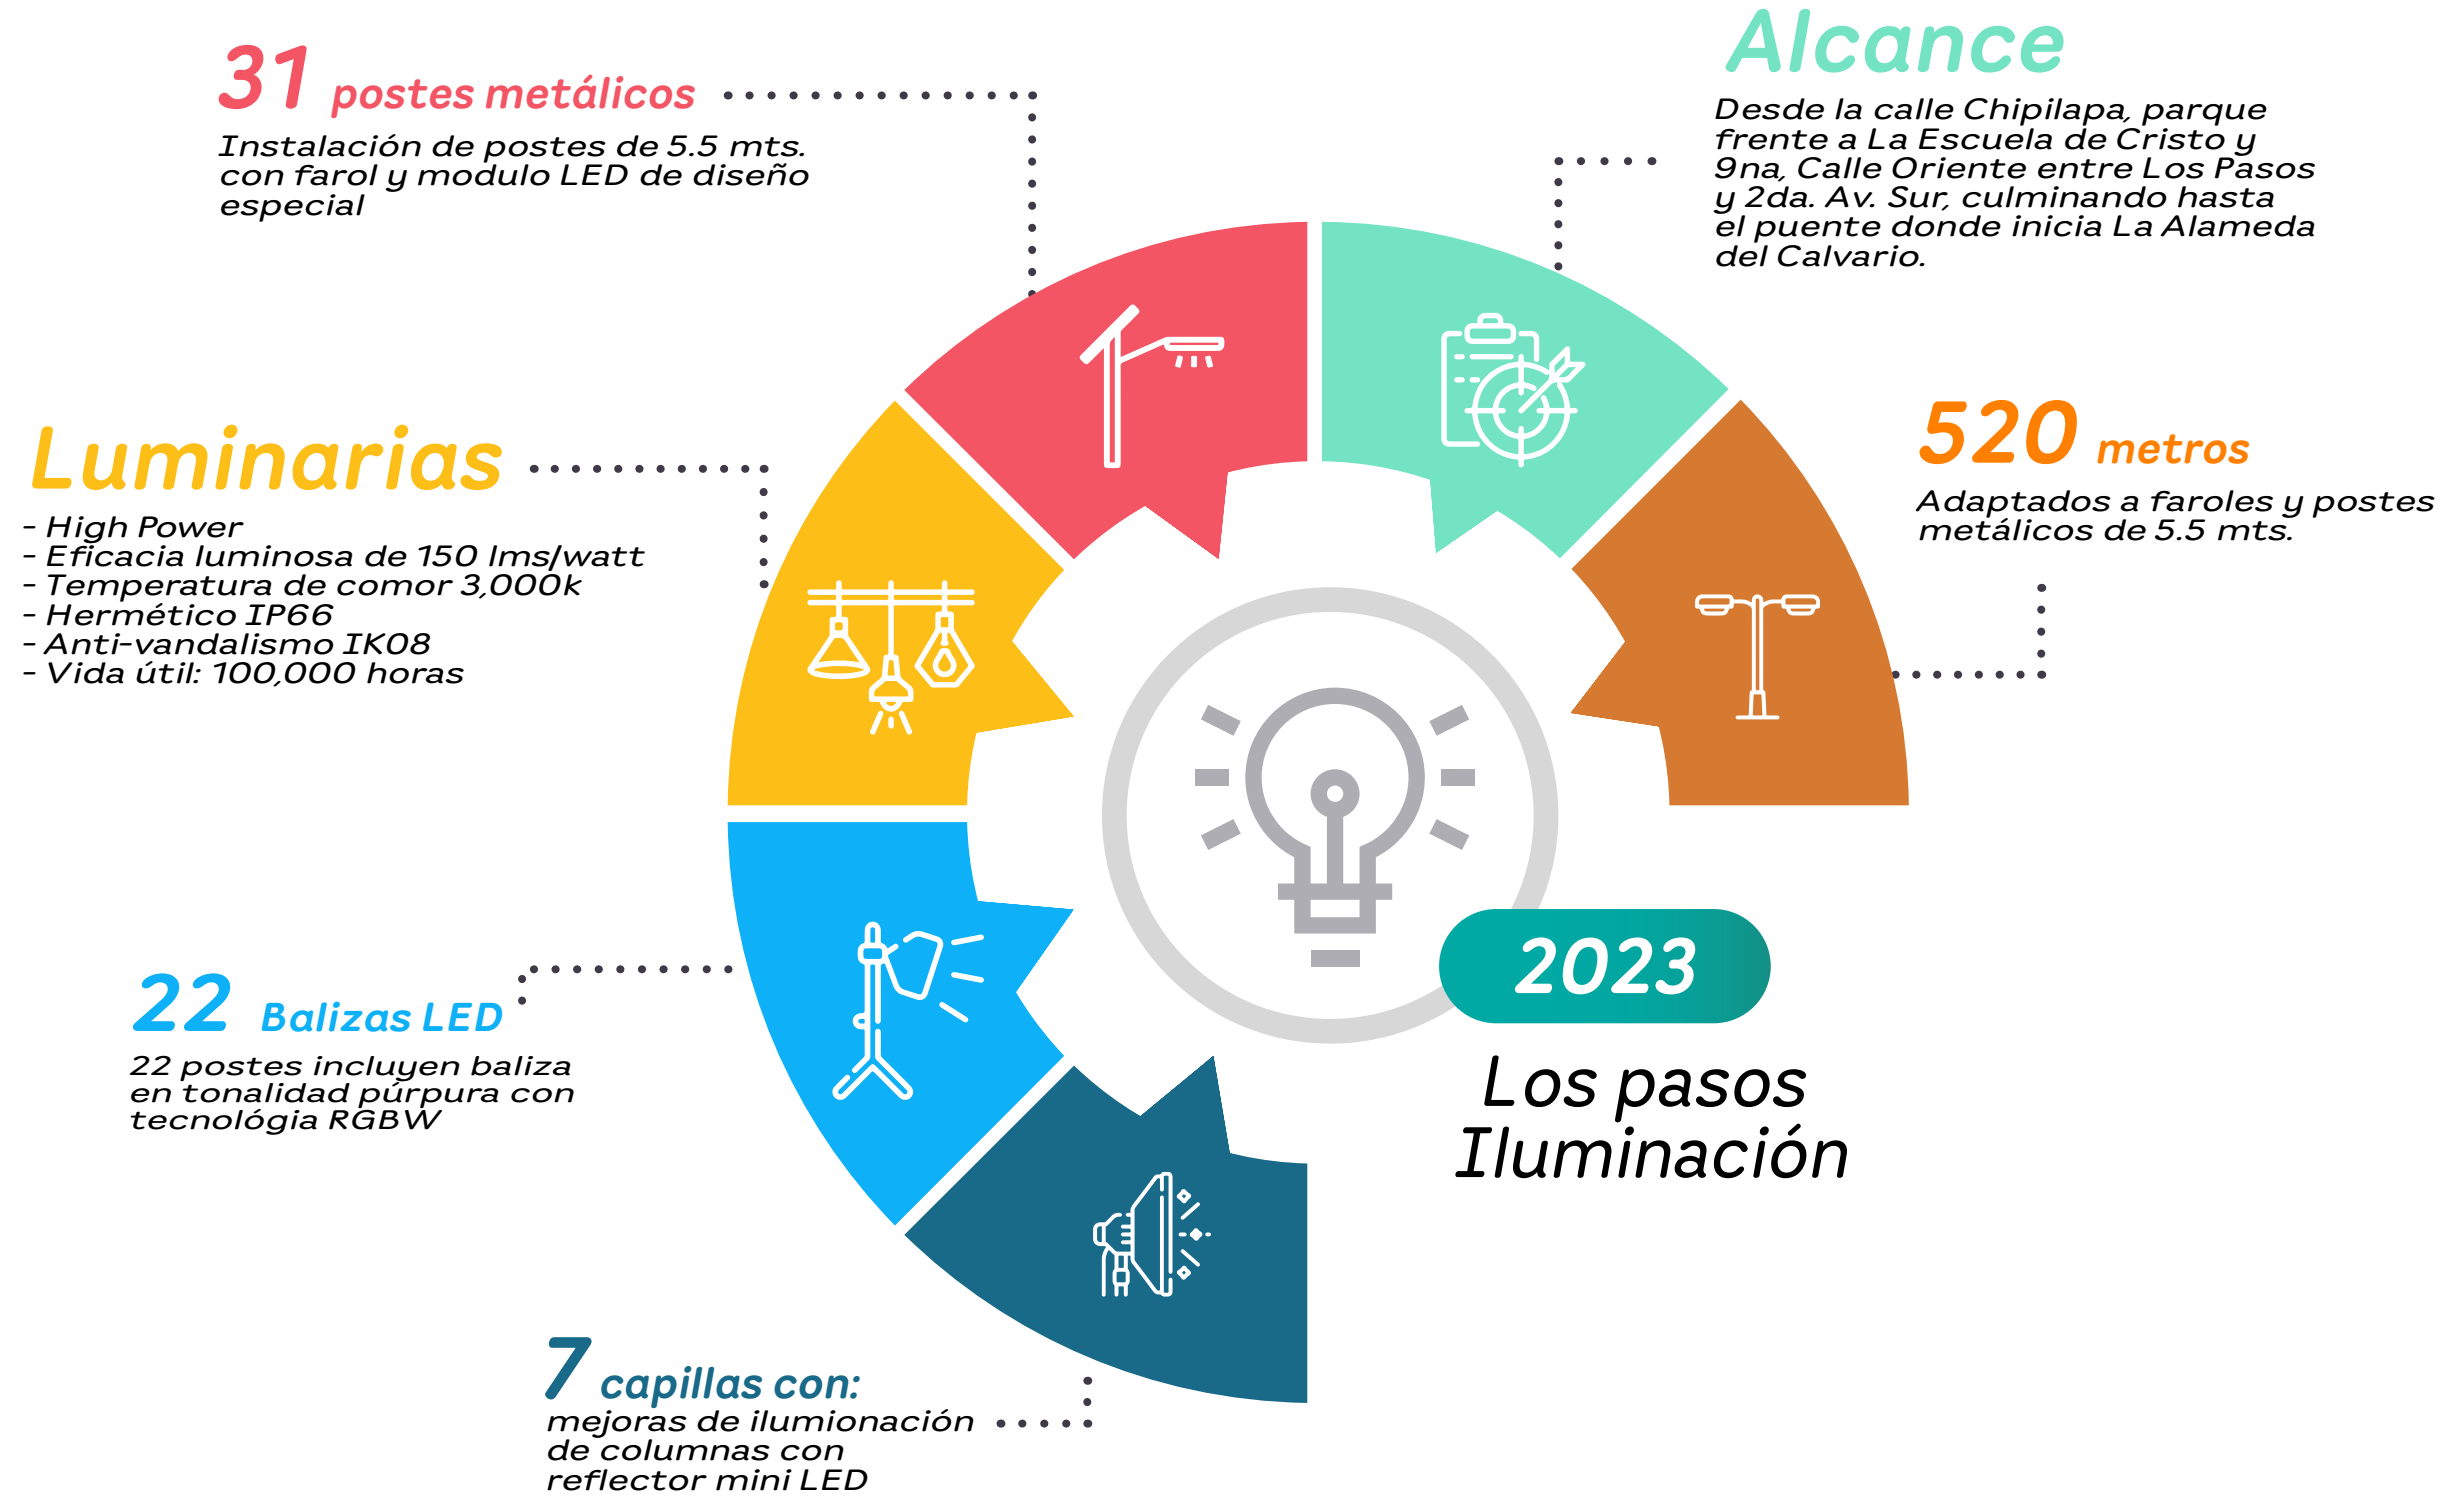 31 postes metálicos
Instalación de postes de 5.5 mts.
con farol y modulo LED de diseño
especial
Alcance
Desde la calle Chipilapa, parque
frente a La Escuela de Cristo y
9na, Calle Oriente entre Los Pasos
y 2da. Av. Sur, culminando hasta
el puente donde inicia La Alameda
del Calvario.
Luminarias
- High Power
- Eficacia luminosa de 150 lms/watt
- Temperatura de comor 3,000k
- Hermético IP66
- Anti-vandalismo IK08
- Vida útil: 100,000 horas
520 metros
Adaptados a faroles y postes
metálicos de 5.5 mts.
22 Balizas LED
22 postes incluyen baliza
en tonalidad púrpura con
tecnológia RGBW
2023
Los pasos
Iluminación
7 capillas con:
mejoras de ilumionación
de columnas con
reflector mini LED